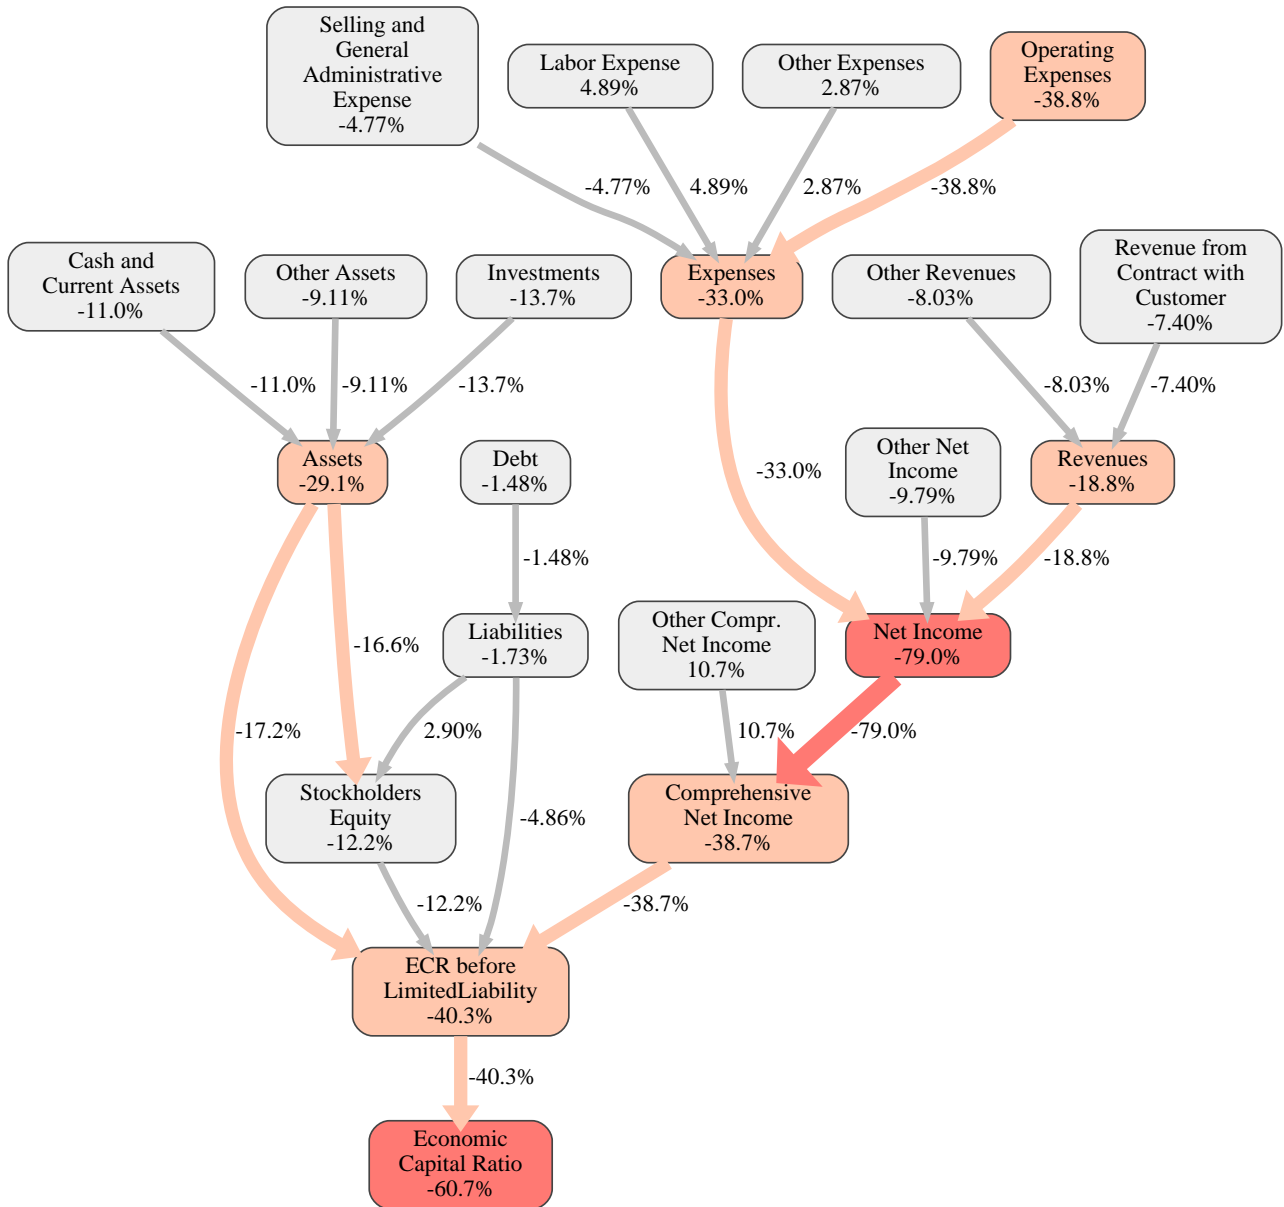 Selling and
General
Administrative
Expense
-4.77%
Labor Expense
4.89%
Other Expenses
2.87%
Operating
Expenses
-38.8%
-4.77%
4.89%
2.87%
-38.8%
Cash and
Current Assets
-11.0%
Other Assets
-9.11%
Investments
-13.7%
Expenses
-33.0%
Other Revenues
-8.03%
Revenue from
Contract with
Customer
-7.40%
-11.0%
-9.11%
-13.7%
-8.03%
-7.40%
Assets
-29.1%
Debt
-1.48%
-33.0%
Other Net
Income
-9.79%
Revenues
-18.8%
-1.48%
-9.79%
-18.8%
Liabilities
-1.73%
Other Compr.
Net Income
10.7%
Net Income
-79.0%
-16.6%
-17.2%
2.90%
10.7%
-79.0%
Stockholders
Equity
-12.2%
-4.86%
Comprehensive
Net Income
-38.7%
-12.2%
-38.7%
ECR before
LimitedLiability
-40.3%
-40.3%
Economic
Capital Ratio
-60.7%